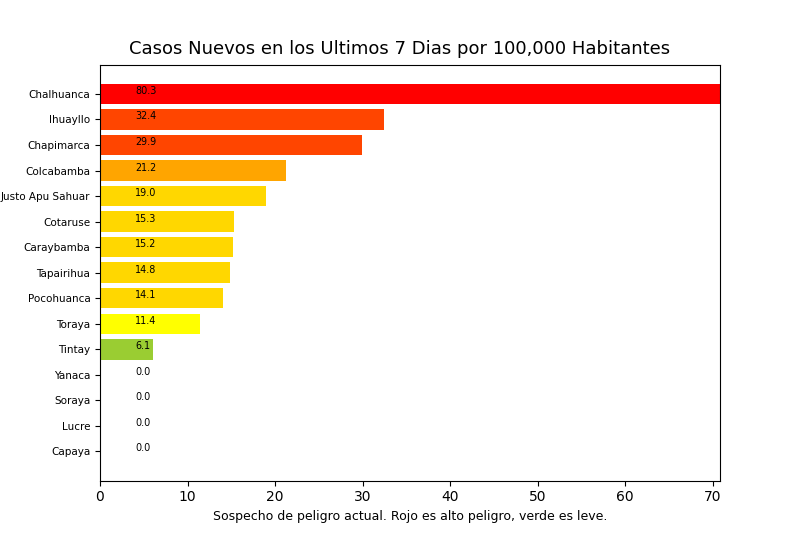 Casos Nuevos en los Ultimos 7 Dias por 100,000 Habitantes
Chalhuanca 80.3
Ihuayllo 32.4
Chapimarca 29.9
Colcabamba 21.2
Justo Apu Sahuar 19.0
Cotaruse 15.3
Caraybamba 15.2
Tapairihua 14.8
Pocohuanca 14.1
Toraya 11.4
Tintay 6.1
Yanaca 0.0
Soraya 0.0
Lucre 0.0
Capaya 0.0
0 10 20 30 40 50 60 70
Sospecho de peligro actual. Rojo es alto peligro, verde es leve.